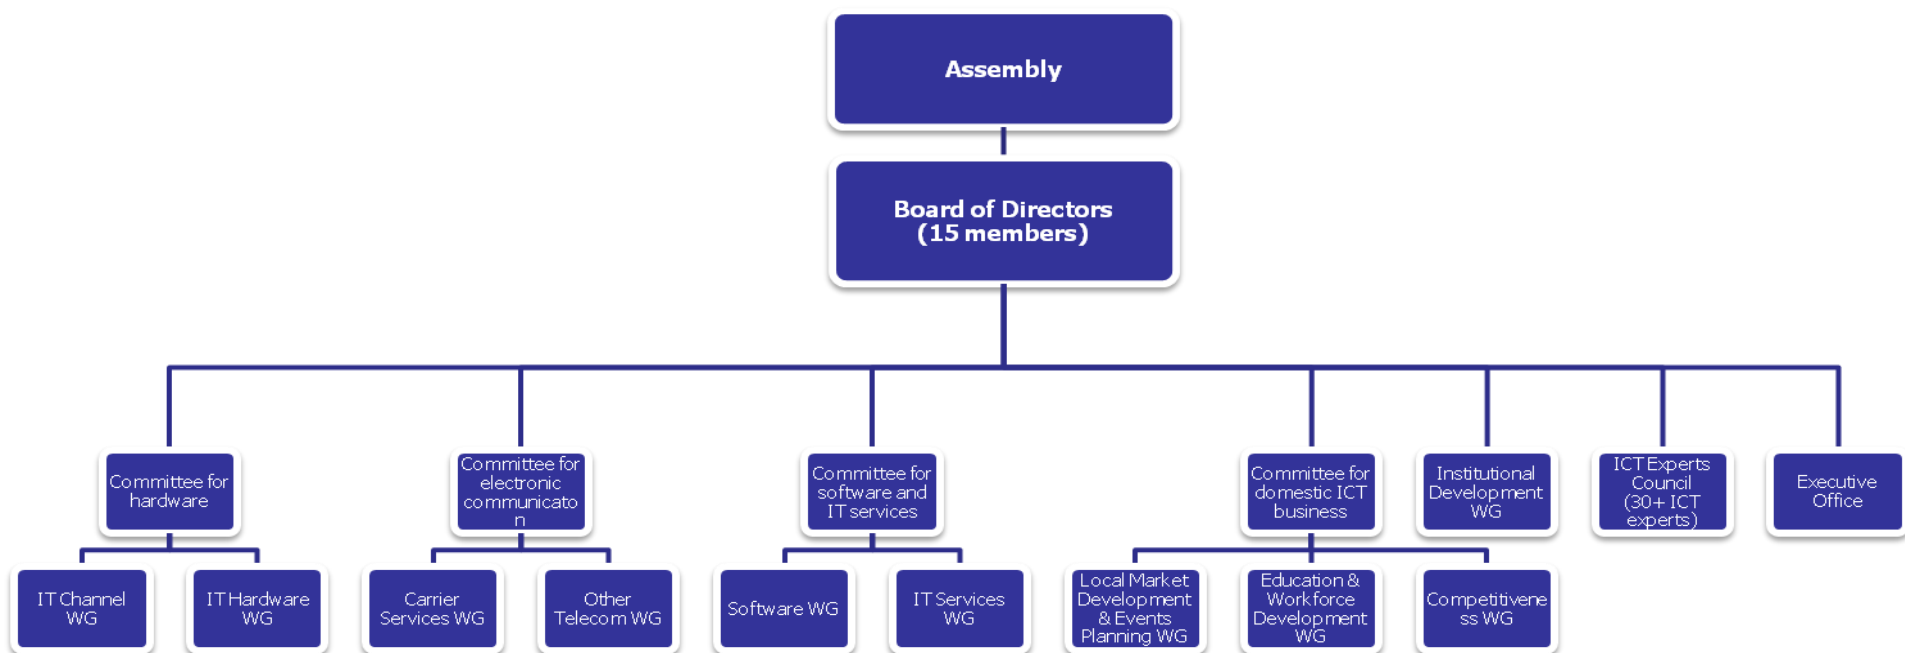 Assembly
Board of Directors
(15 members)
Committee for
hardware
Committee for
electronic
communicato
n
Committee for
software and
IT services
Committee for
domestic ICT
business
Institutional
Development
WG
ICT Experts
Council
(30+ ICT
experts)
Executive
Office
IT Channel
WG
IT Hardware
WG
Carrier
Services WG
Other
Telecom WG
Software WG
IT Services
WG
Local Market
Development
& Events
Planning WG
Education &
Workforce
Development
WG
Competitivene
ss WG